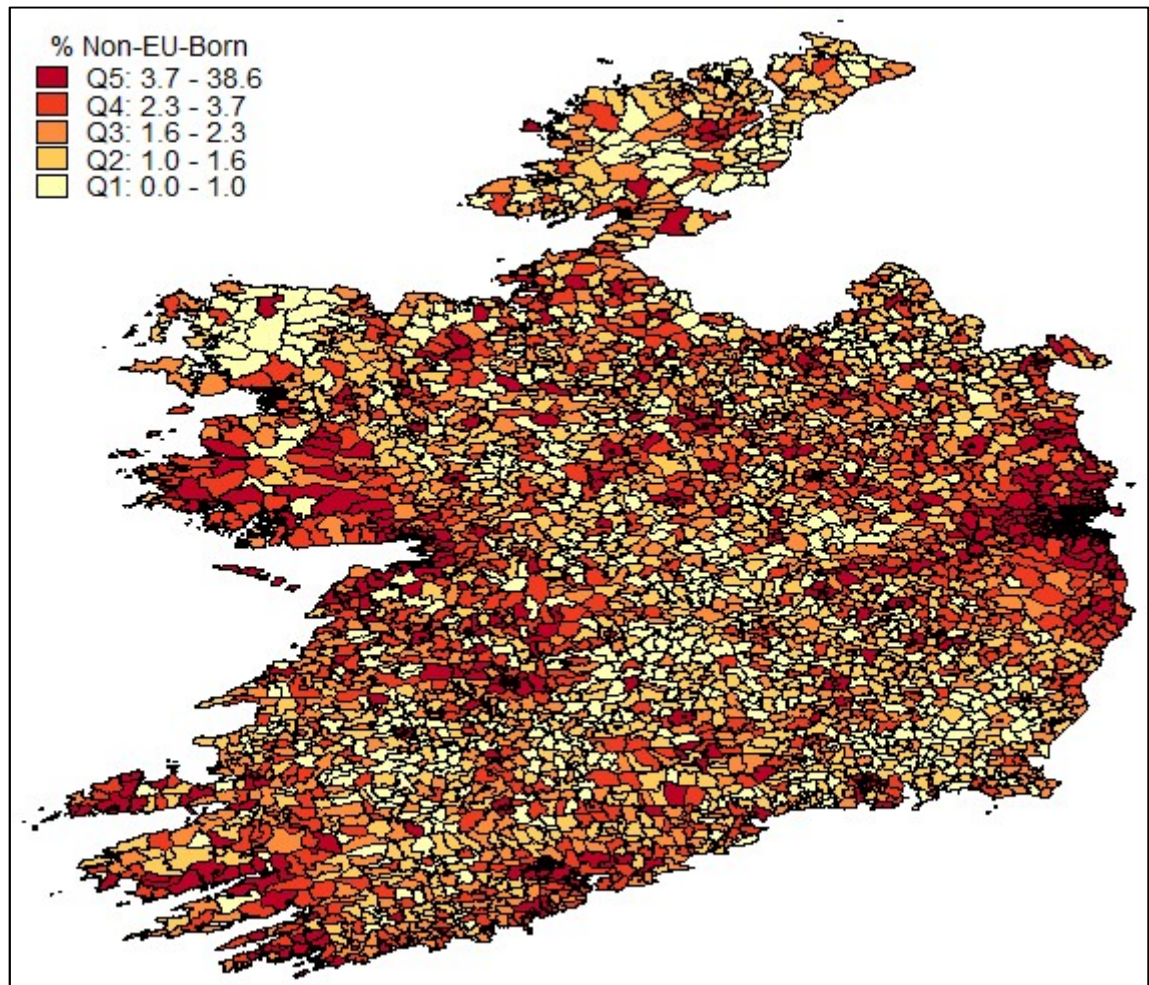 % Non-EU-Born
Q5: 3.7 - 38.6
Q4: 2.3 - 3.7
Q3: 1.6 - 2.3
Q2: 1.0 - 1.6
Q1: 0.0 - 1.0